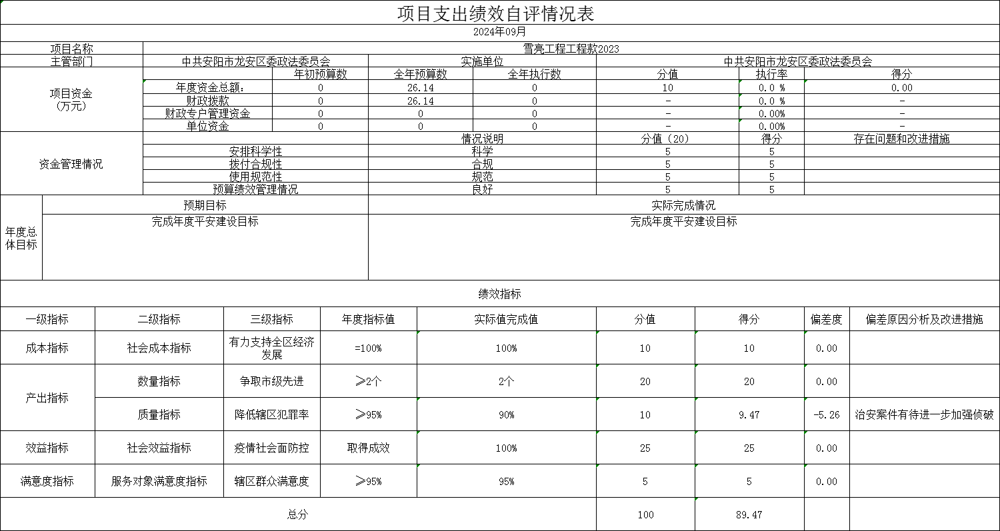 项目支出绩效自评情况表
2024年09月
项目名称 雪亮工程工程款2023
主管部门 中共安阳市龙安区委政法委员会 实施单位 中共安阳市龙安区委政法委员会
项目资金
(万元)
年初预算数 全年预算数 全年执行数 分值 执行率 得分
年度资金总额: 0 26.14 0 10 0.0 % 0.00
财政拨款 0 26.14 0 - 0.0 % -
财政专户管理资金 0 0 0 - 0.00% -
单位资金 0 0 0 - 0.00% -
资金管理情况
情况说明 分值（20） 得分 存在问题和改进措施
安排科学性 科学 5 5
拨付合规性 合规 5 5
使用规范性 规范 5 5
预算绩效管理情况 良好 5 5
年度总
体目标
预期目标 实际完成情况
完成年度平安建设目标 完成年度平安建设目标
绩效指标
一级指标 二级指标 三级指标 年度指标值 实际值完成值 分值 得分 偏差度 偏差原因分析及改进措施
成本指标 社会成本指标 有力支持全区经济
发展 =100% 100% 10 10 0.00
产出指标
数量指标 争取市级先进 ≥2个 2个 20 20 0.00
质量指标 降低辖区犯罪率 ≥95% 90% 10 9.47 -5.26 治安案件有待进一步加强侦破
效益指标 社会效益指标 疫情社会面防控 取得成效 100% 25 25 0.00
满意度指标 服务对象满意度指标 辖区群众满意度 ≥95% 95% 5 5 0.00
总分 100 89.47